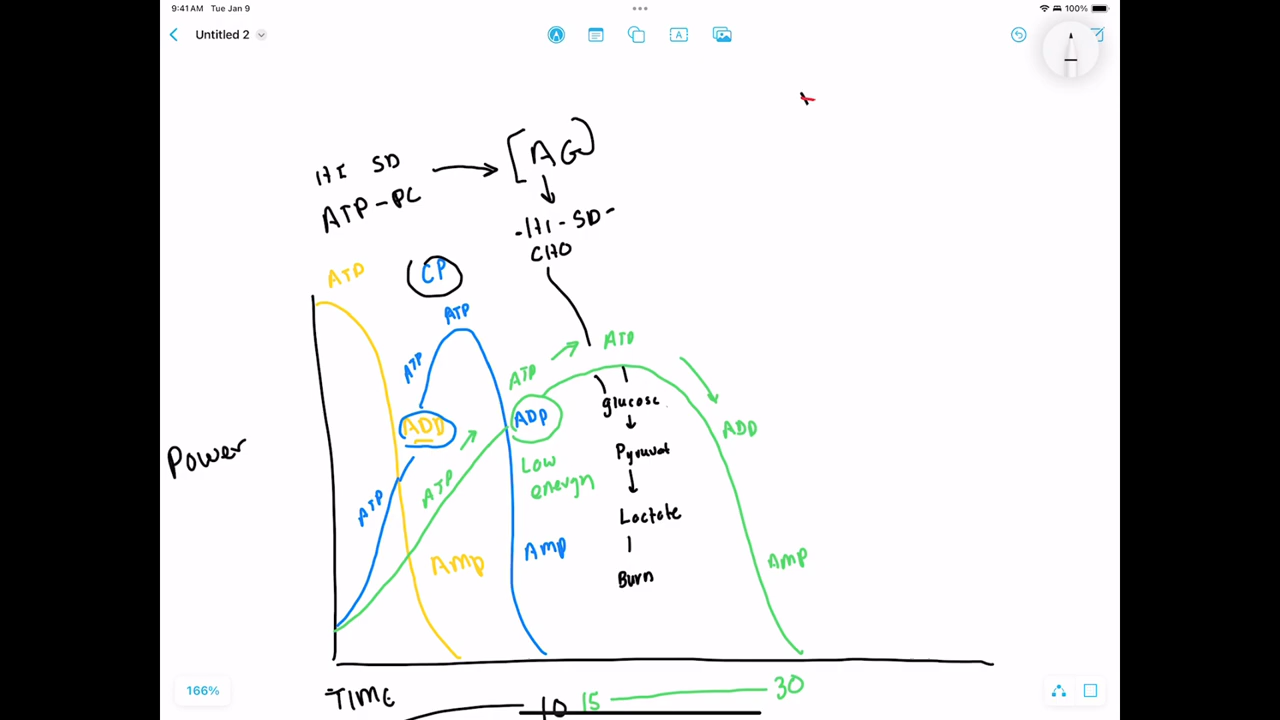 9:41 AM Tue Jan 9
100%
Untitled 2
[AG]
HI SD
ATP-PC
-HI-SD-
CHO
ATP
CP
ATP
ATP
ATP
ATP
glucose
ADP
ADP
Pyruvat
Power
Low
energy
ATP
ATP
Lactate
AMP
AMP
AMP
Burn
166%
TIME
10
15
30